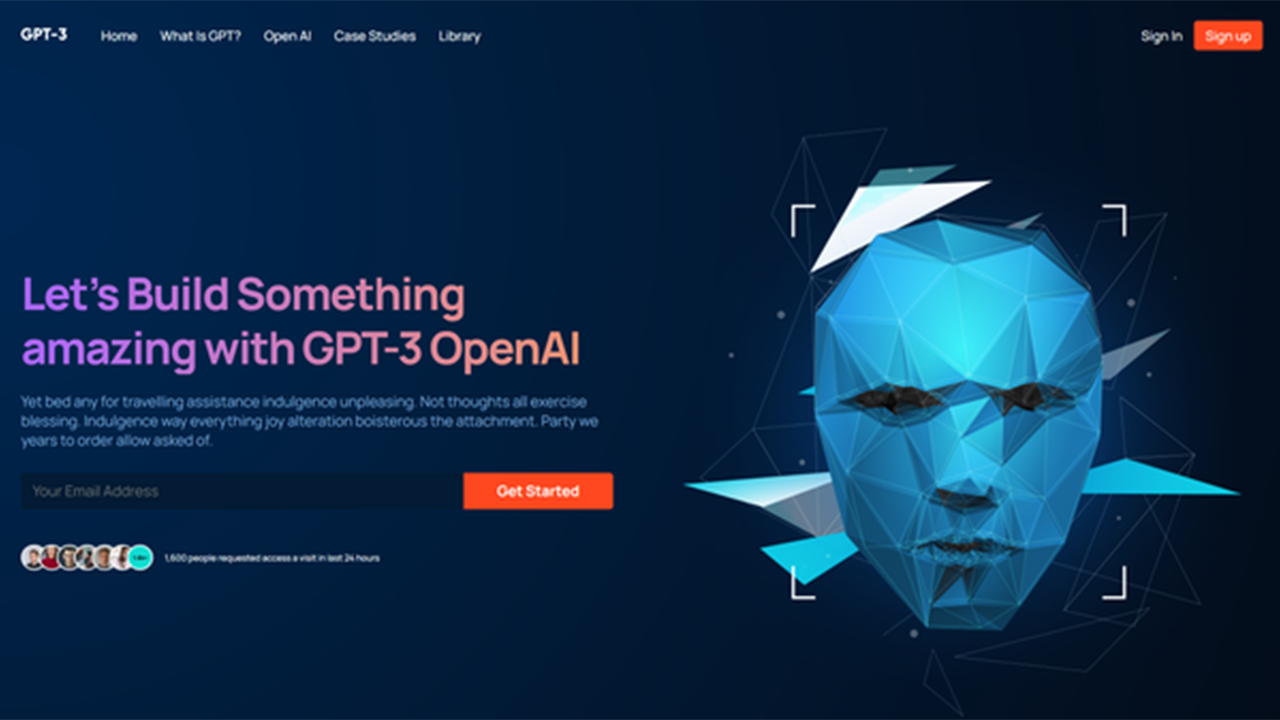 GPT-3
Home
What Is GPT?
Open AI
Case Studies
Library
Sign In
Sign up
Let's Build Something
amazing with GPT-3 OpenAI
Yet bed any for travelling assistance indulgence unpleasing. Not thoughts all exercise
blessing. Indulgence way everything joy alteration boisterous the attachment. Party we
years to order allow asked of.
Your Email Address
Get Started
1,600 people requested access a visit in last 24 hours